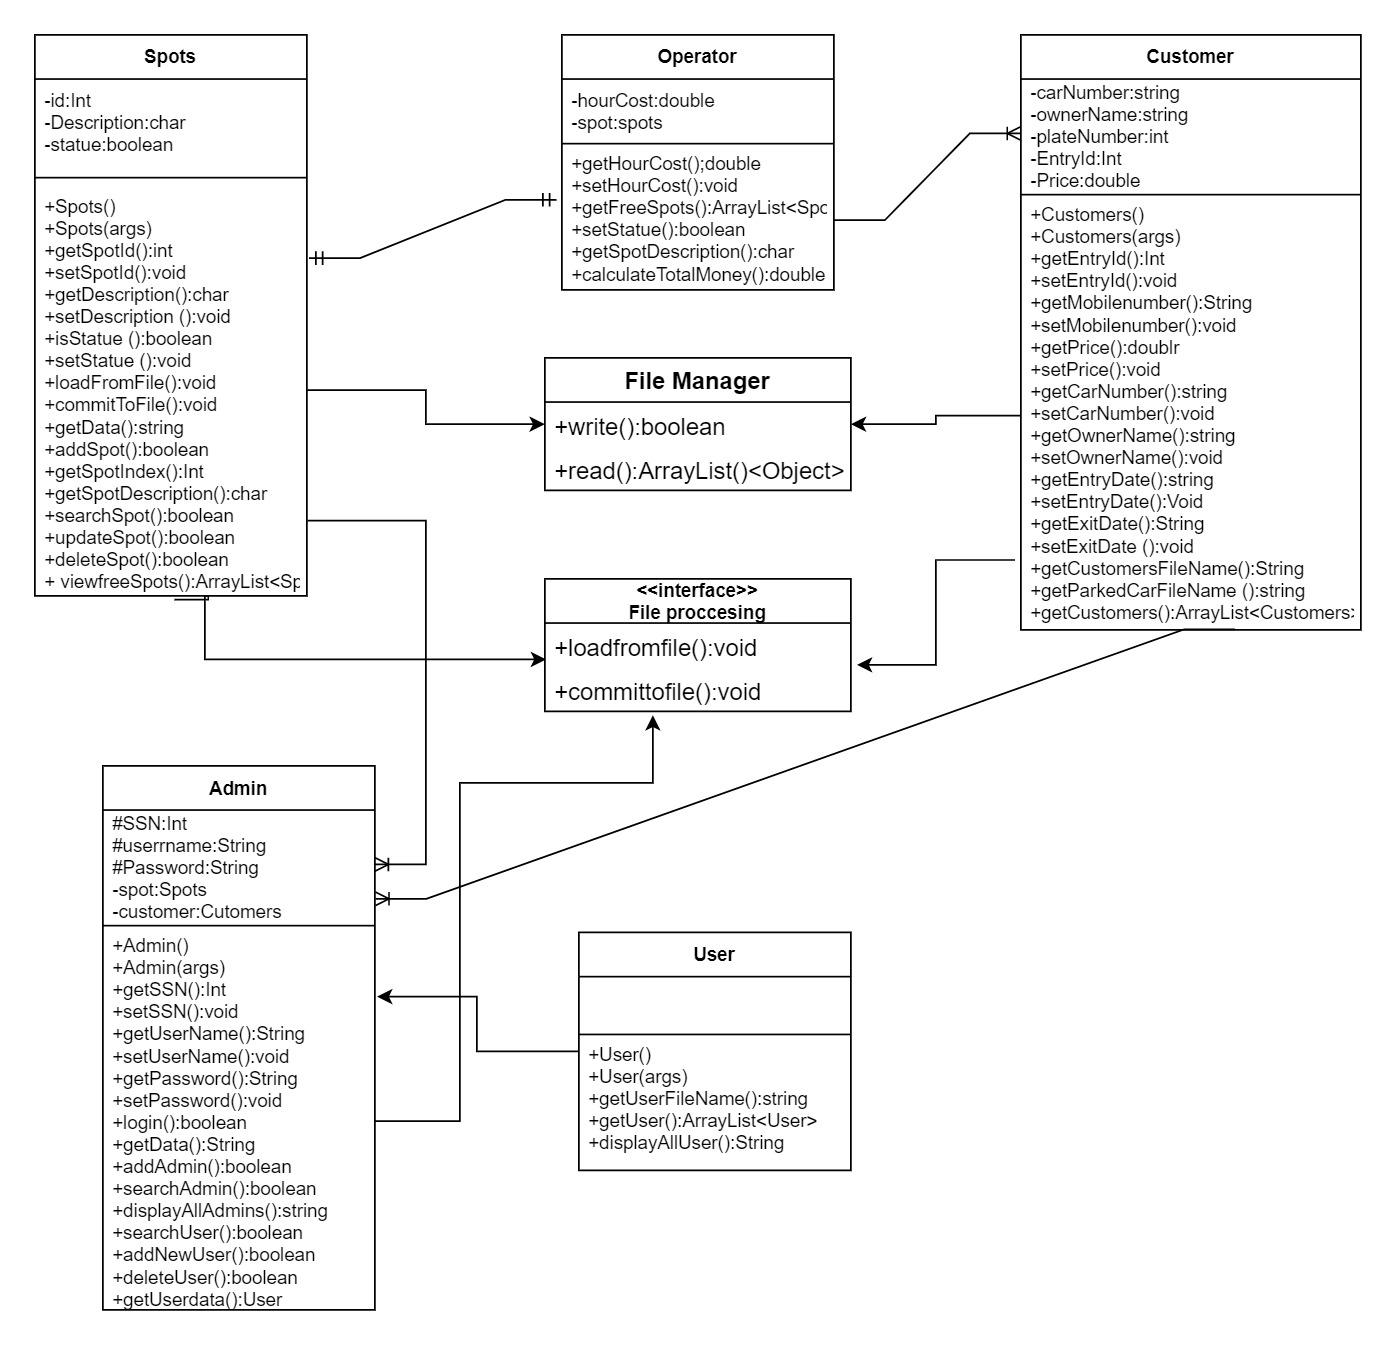 Spots
-id:Int
-Description:char
-statue:boolean
+Spots()
+Spots(args)
+getSpotId():int
+setSpotId():void
+getDescription():char
+setDescription ():void
+isStatue ():boolean
+setStatue ():void
+loadFromFile():void
+commitToFile():void
+getData():string
+addSpot():boolean
+getSpotIndex():Int
+getSpotDescription():char
+searchSpot():boolean
+updateSpot():boolean
+deleteSpot():boolean
+ viewfreeSpots():ArrayList<Sp
Operator
-hourCost:double
-spot:spots
+getHourCost();double
+setHourCost():void
+getFreeSpots():ArrayList<Spo
+setStatue():boolean
+getSpotDescription():char
+calculateTotalMoney():double
Customer
-carNumber:string
-ownerName:string
-plateNumber:int
-EntryId:Int
-Price:double
+Customers()
+Customers(args)
+getEntryId():Int
+setEntryId():void
+getMobilenumber():String
+setMobilenumber():void
+getPrice():doublr
+setPrice():void
+getCarNumber():string
+setCarNumber():void
+getOwnerName():string
+setOwnerName():void
+getEntryDate():string
+setEntryDate():Void
+getExitDate():String
+setExitDate ():void
+getCustomersFileName():String
+getParkedCarFileName ():string
+getCustomers():ArrayList<Customers>
File Manager
+write():boolean
+read():ArrayList()<Object>
<<interface>>
File proccesing
+loadfromfile():void
+committofile():void
Admin
#SSN:Int
#userrname:String
#Password:String
-spot:Spots
-customer:Cutomers
+Admin()
+Admin(args)
+getSSN():Int
+setSSN():void
+getUserName():String
+setUserName():void
+getPassword():String
+setPassword():void
+login():boolean
+getData():String
+addAdmin():boolean
+searchAdmin():boolean
+displayAllAdmins():string
+searchUser():boolean
+addNewUser():boolean
+deleteUser():boolean
+getUserdata():User
User
+User()
+User(args)
+getUserFileName():string
+getUser():ArrayList<User>
+displayAllUser():String